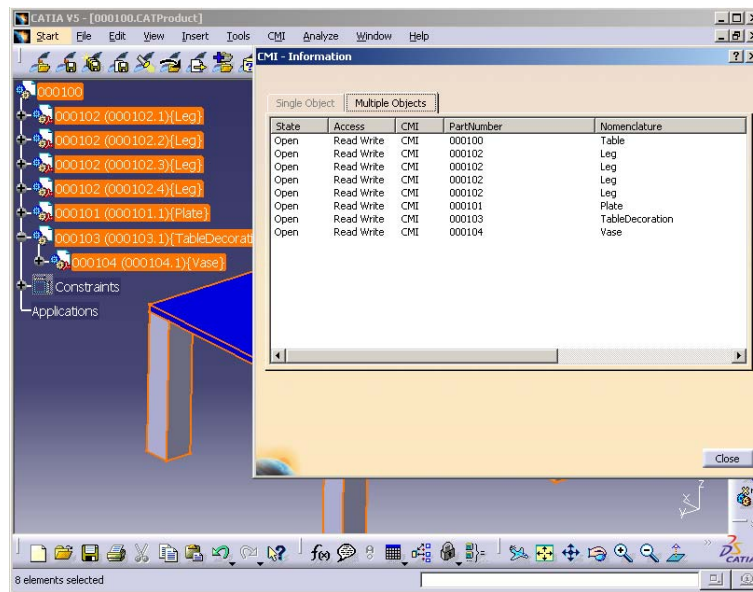 CATIA V5 - [000100.CATProduct]
Start File Edit View Insert Tools CMI Analyze Window Help
CMI - Information
Single Object Multiple Objects
State Access CMI PartNumber Nomenclature
Open Read Write CMI 000100 Table
Open Read Write CMI 000102 Leg
Open Read Write CMI 000102 Leg
Open Read Write CMI 000102 Leg
Open Read Write CMI 000102 Leg
Open Read Write CMI 000101 Plate
Open Read Write CMI 000103 TableDecoration
Open Read Write CMI 000104 Vase
Close
000100
000102 (000102.1){Leg}
000102 (000102.2){Leg}
000102 (000102.3){Leg}
000102 (000102.4){Leg}
000101 (000101.1){Plate}
000103 (000103.1){TableDecorati
000104 (000104.1){Vase}
Constraints
Applications
z
x
y
f(x)
CATIA
8 elements selected